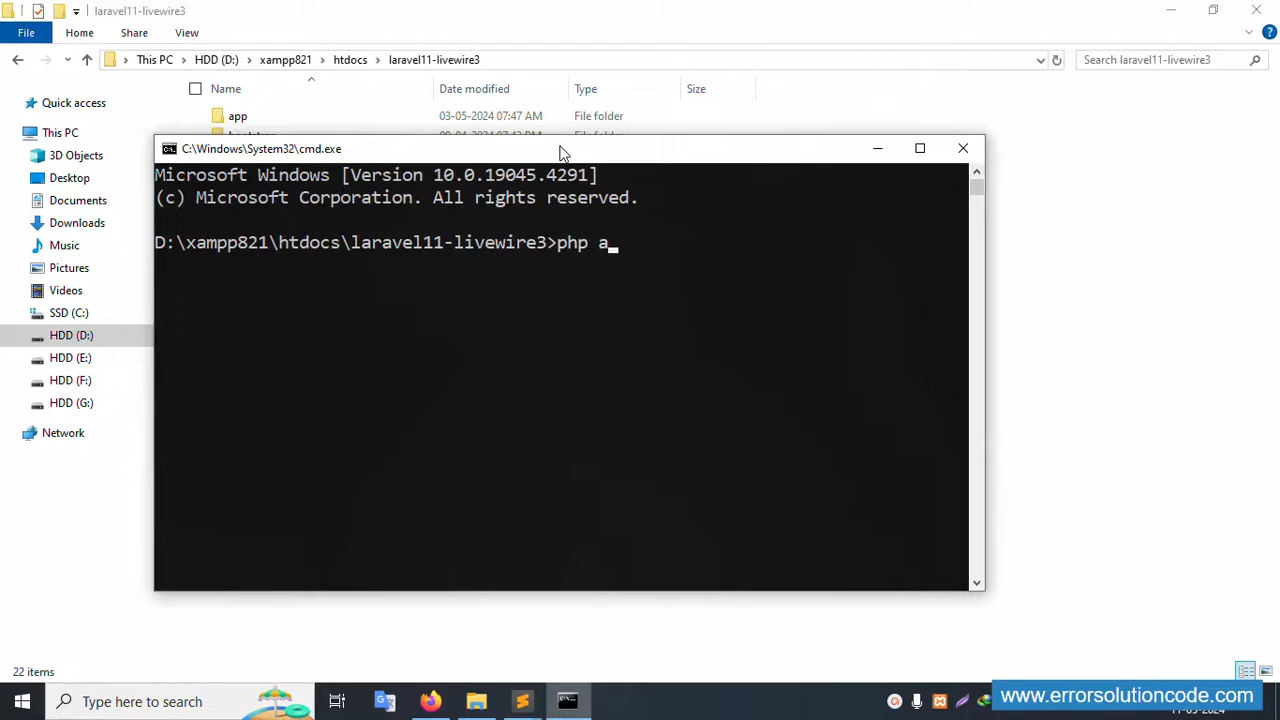 laravel11-livewire3
File
Home
Share
View
This PC
HDD (D:)
xampp821
htdocs
laravel11-livewire3
Search laravel11-livewire3
Name
Date modified
Type
Size
Quick access
This PC
3D Objects
Desktop
Documents
Downloads
Music
Pictures
Videos
SSD (C:)
HDD (D:)
HDD (E:)
HDD (F:)
HDD (G:)
Network
app
03-05-2024 07:47 AM
File folder
C:\Windows\System32\cmd.exe
Microsoft Windows [Version 10.0.19045.4291]
(c) Microsoft Corporation. All rights reserved.
D:\xampp821\htdocs\laravel11-livewire3>php a_
22 items
Type here to search
www.errorsolutioncode.com